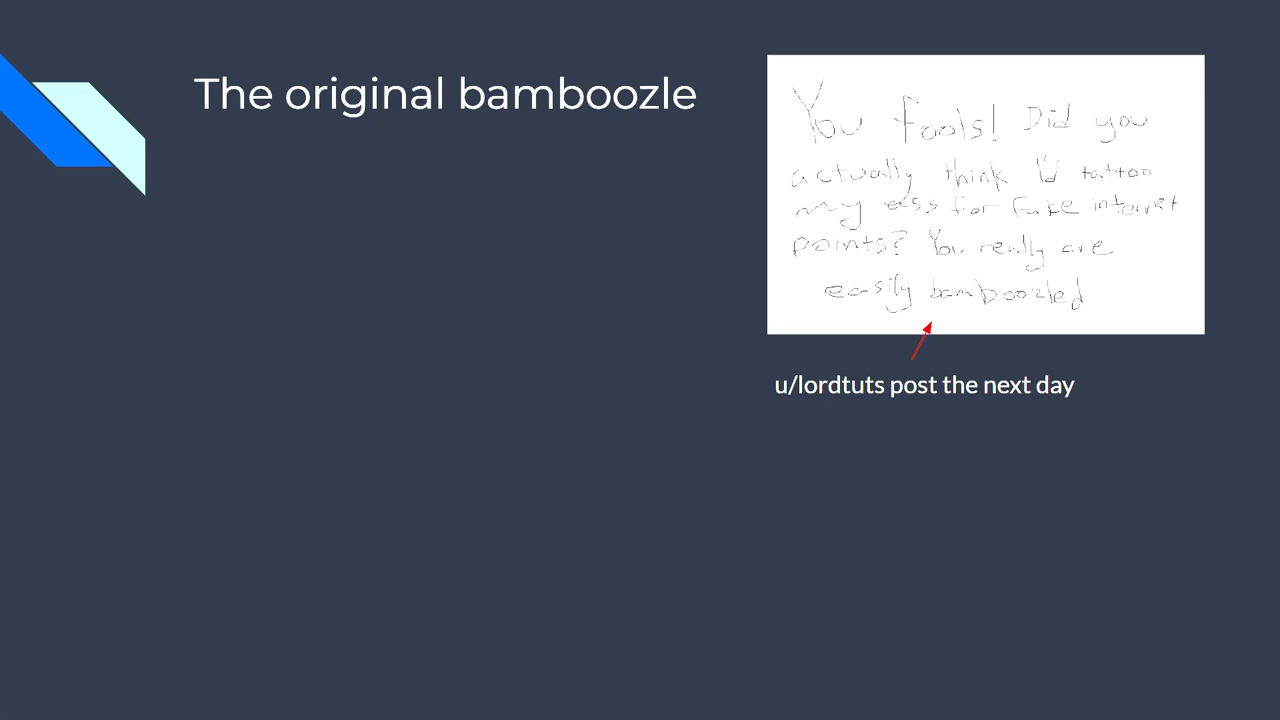 The original bamboozle
You fools! Did you
actually think I'd tattoo
my ass for fake internet
points? You really are
easily bamboozled
u/lordtuts post the next day